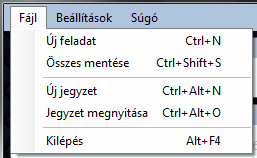 Fájl Beállítások Súgó
Új feladat Ctrl+N
Összes mentése Ctrl+Shift+S
Új jegyzet Ctrl+Alt+N
Jegyzet megnyitása Ctrl+Alt+O
Kilépés Alt+F4